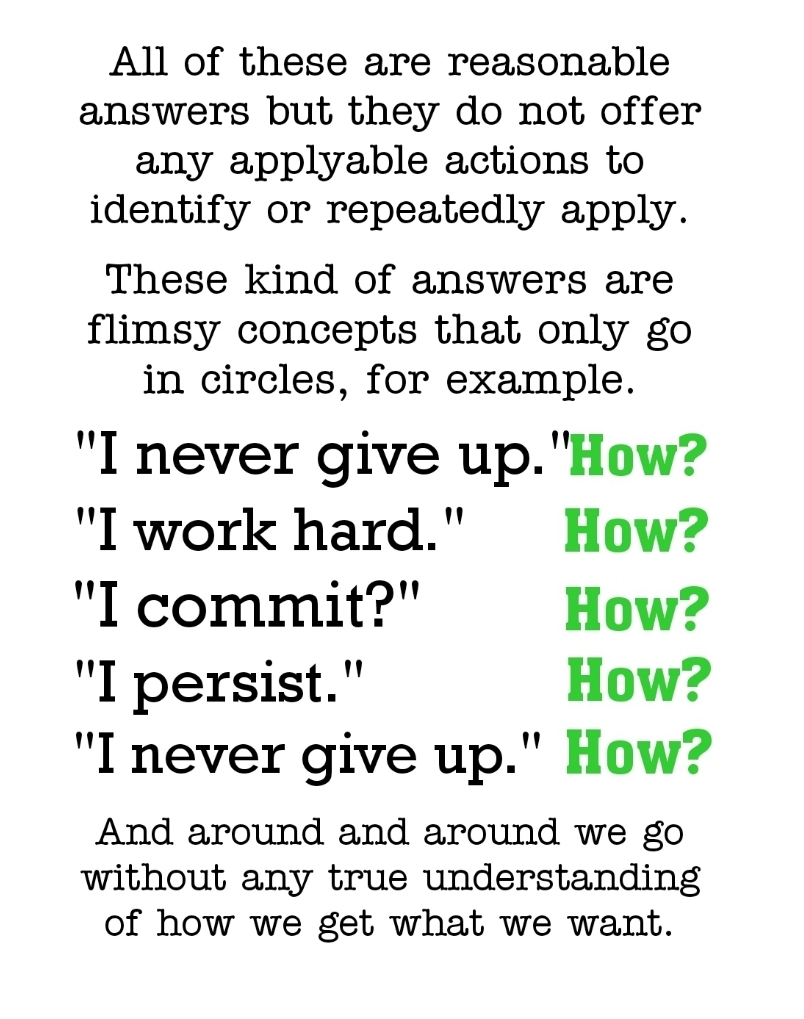 All of these are reasonable
answers but they do not offer
any applyable actions to
identify or repeatedly apply.
These kind of answers are
flimsy concepts that only go
in circles, for example.
"I never give up." How?
"I work hard." How?
"I commit?" How?
"I persist." How?
"I never give up." How?
And around and around we go
without any true understanding
of how we get what we want.